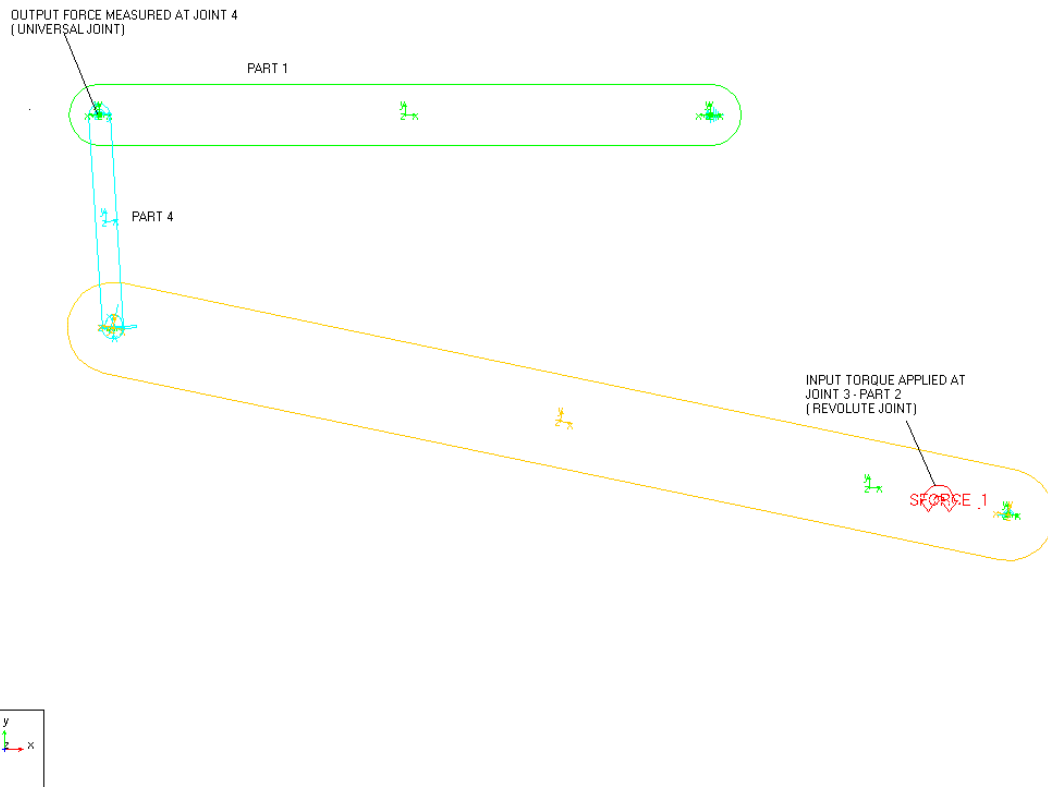 OUTPUT FORCE MEASURED AT JOINT 4
( UNIVERSAL JOINT)
PART 1
PART 4
INPUT TORQUE APPLIED AT
JOINT 3 - PART 2
( REVOLUTE JOINT)
SFORCE_1
y
z x